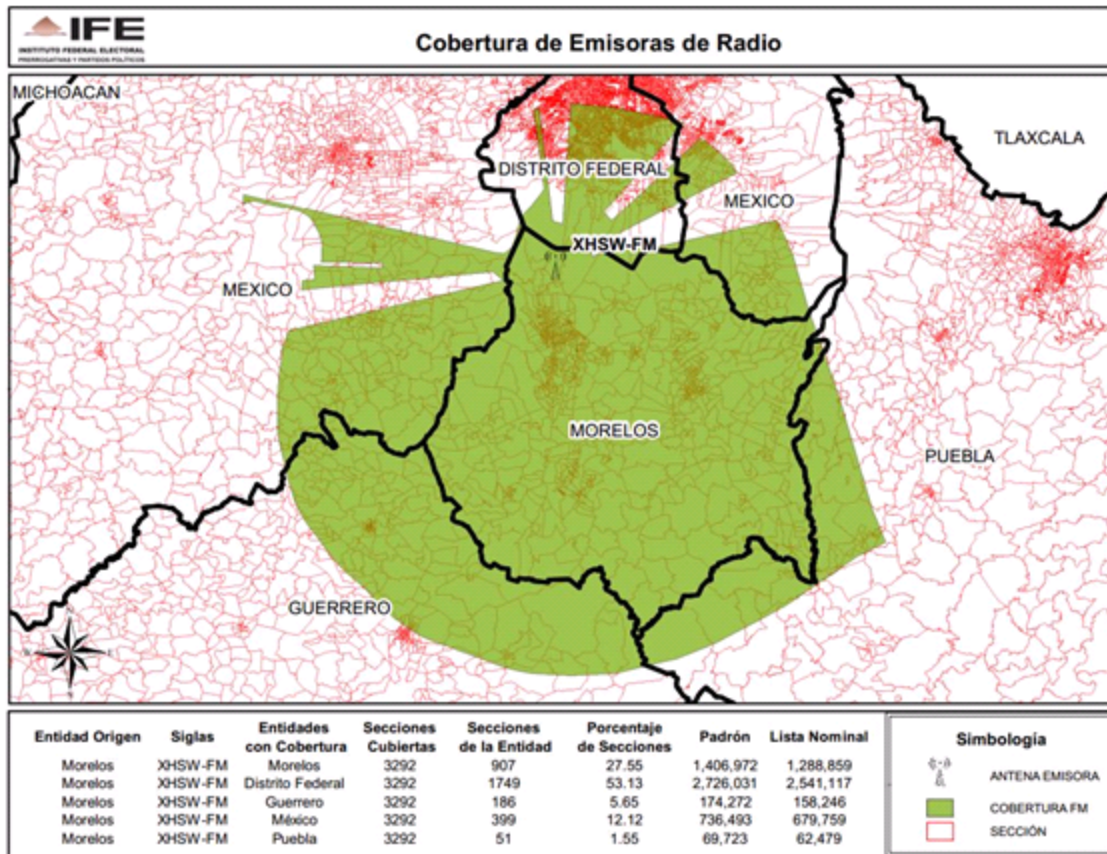 IFE
INSTITUTO FEDERAL ELECTORAL
PRERROGATIVAS Y PARTIDOS POLÍTICOS
Cobertura de Emisoras de Radio
MICHOACAN
TLAXCALA
DISTRITO FEDERAL
MEXICO
XHSW-FM
MEXICO
MORELOS
PUEBLA
GUERRERO
Entidad Origen Siglas Entidades con Cobertura Secciones Cubiertas Secciones de la Entidad Porcentaje de Secciones Padrón Lista Nominal
Morelos XHSW-FM Morelos 3292 907 27.55 1,406,972 1,288,859
Morelos XHSW-FM Distrito Federal 3292 1749 53.13 2,726,031 2,541,117
Morelos XHSW-FM Guerrero 3292 186 5.65 174,272 158,246
Morelos XHSW-FM México 3292 399 12.12 736,493 679,759
Morelos XHSW-FM Puebla 3292 51 1.55 69,723 62,479
Simbología
ANTENA EMISORA
COBERTURA FM
SECCIÓN